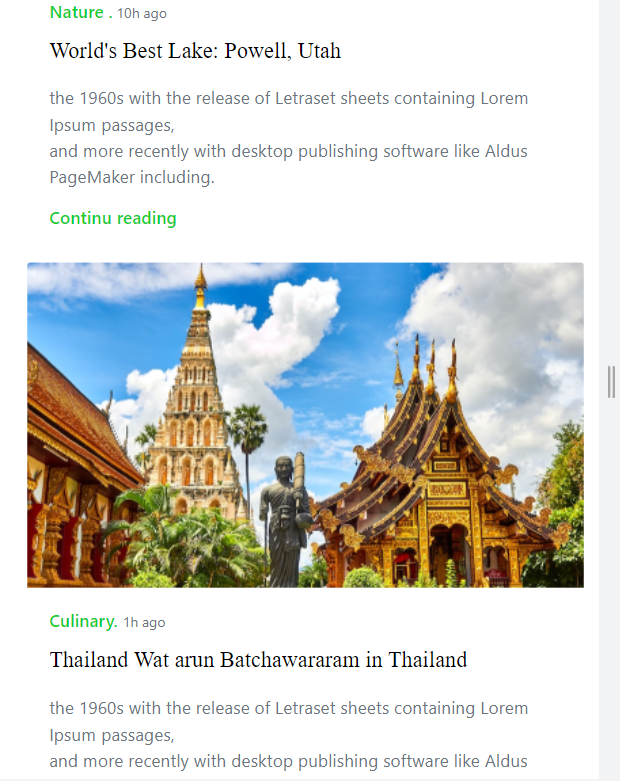 Nature . 10h ago
World's Best Lake: Powell, Utah
the 1960s with the release of Letraset sheets containing Lorem
Ipsum passages,
and more recently with desktop publishing software like Aldus
PageMaker including.
Continu reading
Culinary. 1h ago
Thailand Wat arun Batchawararam in Thailand
the 1960s with the release of Letraset sheets containing Lorem
Ipsum passages,
and more recently with desktop publishing software like Aldus